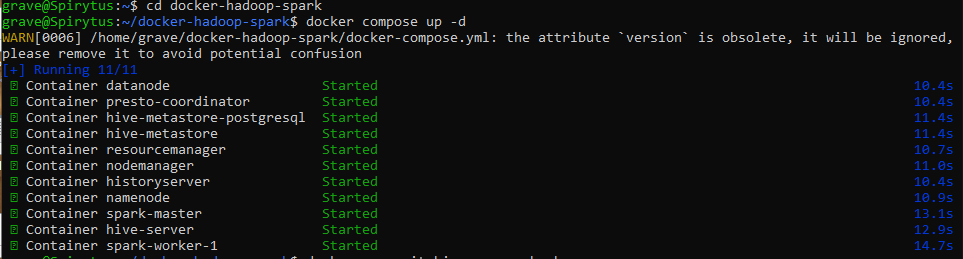 grave@Spirytus:~$ cd docker-hadoop-spark
grave@Spirytus:~/docker-hadoop-spark$ docker compose up -d
WARN[0006] /home/grave/docker-hadoop-spark/docker-compose.yml: the attribute `version` is obsolete, it will be ignored,
please remove it to avoid potential confusion
[+] Running 11/11
Container datanode Started 10.4s
Container presto-coordinator Started 10.4s
Container hive-metastore-postgresql Started 11.4s
Container hive-metastore Started 11.4s
Container resourcemanager Started 10.7s
Container nodemanager Started 11.0s
Container historyserver Started 10.4s
Container namenode Started 10.9s
Container spark-master Started 13.1s
Container hive-server Started 12.9s
Container spark-worker-1 Started 14.7s